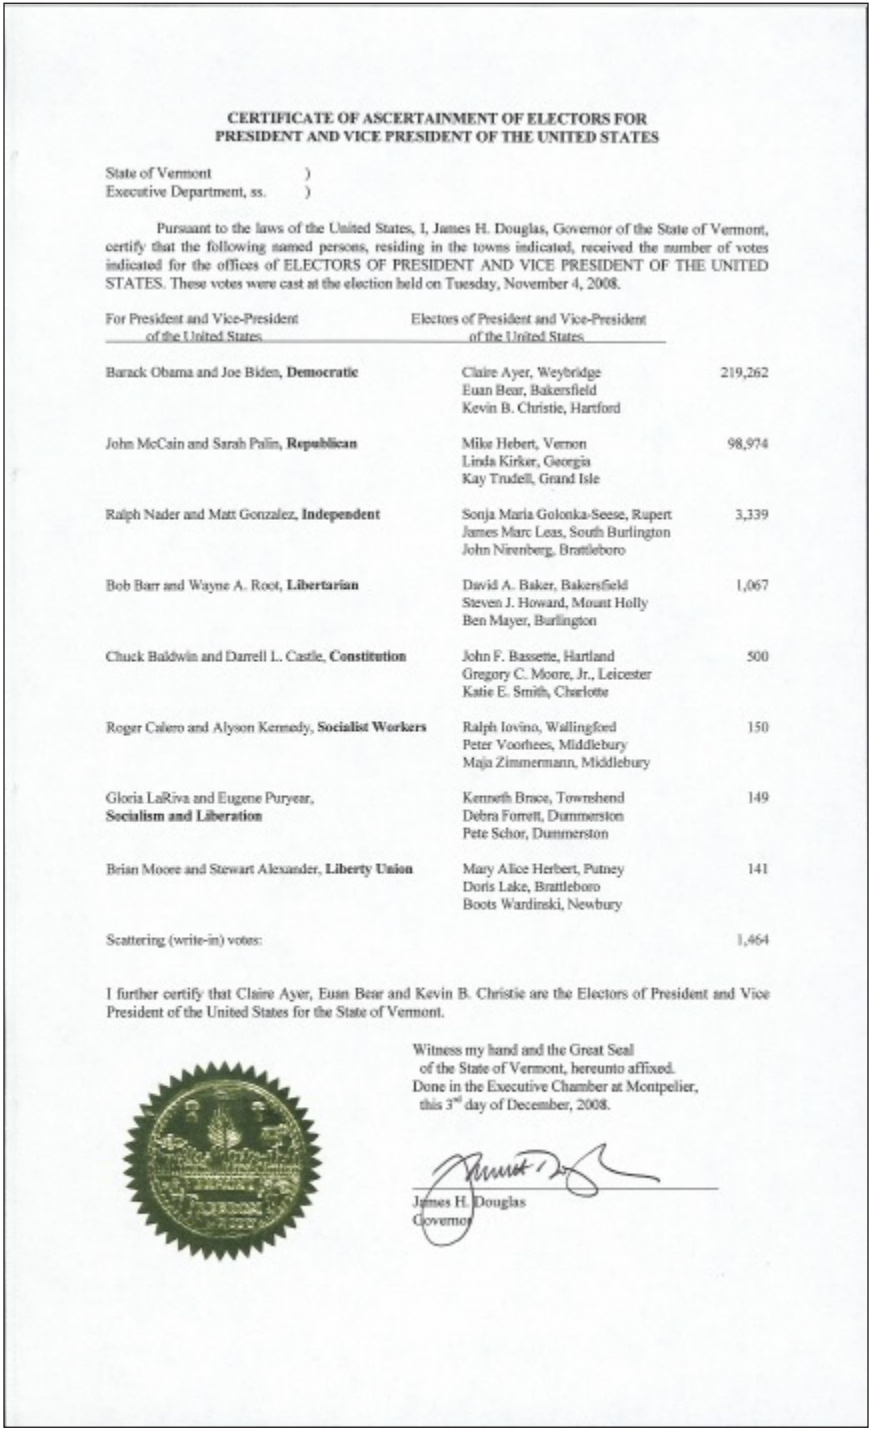 CERTIFICATE OF ASCERTAINMENT OF ELECTORS FOR
PRESIDENT AND VICE PRESIDENT OF THE UNITED STATES
State of Vermont )
Executive Department, ss. )
Pursuant to the laws of the United States, I, James H. Douglas, Governor of the State of Vermont,
certify that the following named persons, residing in the towns indicated, received the number of votes
indicated for the offices of ELECTORS OF PRESIDENT AND VICE PRESIDENT OF THE UNITED
STATES. These votes were cast at the election held on Tuesday, November 4, 2008.
For President and Vice-President Electors of President and Vice-President
of the United States of the United States
Barack Obama and Joe Biden, Democratic Claire Ayer, Weybridge 219,262
Euan Bear, Bakersfield
Kevin B. Christie, Hartford
John McCain and Sarah Palin, Republican Mike Hebert, Vernon 98,974
Linda Kirker, Georgia
Kay Trudell, Grand Isle
Ralph Nader and Matt Gonzalez, Independent Sonja Maria Golonka-Seese, Rupert 3,339
James Marc Leas, South Burlington
John Nirenberg, Brattleboro
Bob Barr and Wayne A. Root, Libertarian David A. Baker, Bakersfield 1,067
Steven J. Howard, Mount Holly
Ben Mayer, Burlington
Chuck Baldwin and Darrell L. Castle, Constitution John F. Bassette, Hartland 500
Gregory C. Moore, Jr., Leicester
Katie E. Smith, Charlotte
Roger Calero and Alyson Kennedy, Socialist Workers Ralph Iovino, Wallingford 150
Peter Voorhees, Middlebury
Maja Zimmermann, Middlebury
Gloria LaRiva and Eugene Puryear, Kenneth Brace, Townshend 149
Socialism and Liberation Debra Forrett, Dummerston
Pete Schor, Dummerston
Brian Moore and Stewart Alexander, Liberty Union Mary Alice Herbert, Putney 141
Doris Lake, Brattleboro
Boots Wardinski, Newbury
Scattering (write-in) votes: 1,464
I further certify that Claire Ayer, Euan Bear and Kevin B. Christie are the Electors of President and Vice
President of the United States for the State of Vermont.
Witness my hand and the Great Seal
of the State of Vermont, hereunto affixed.
Done in the Executive Chamber at Montpelier,
this 3rd day of December, 2008.
James H. Douglas
Governor